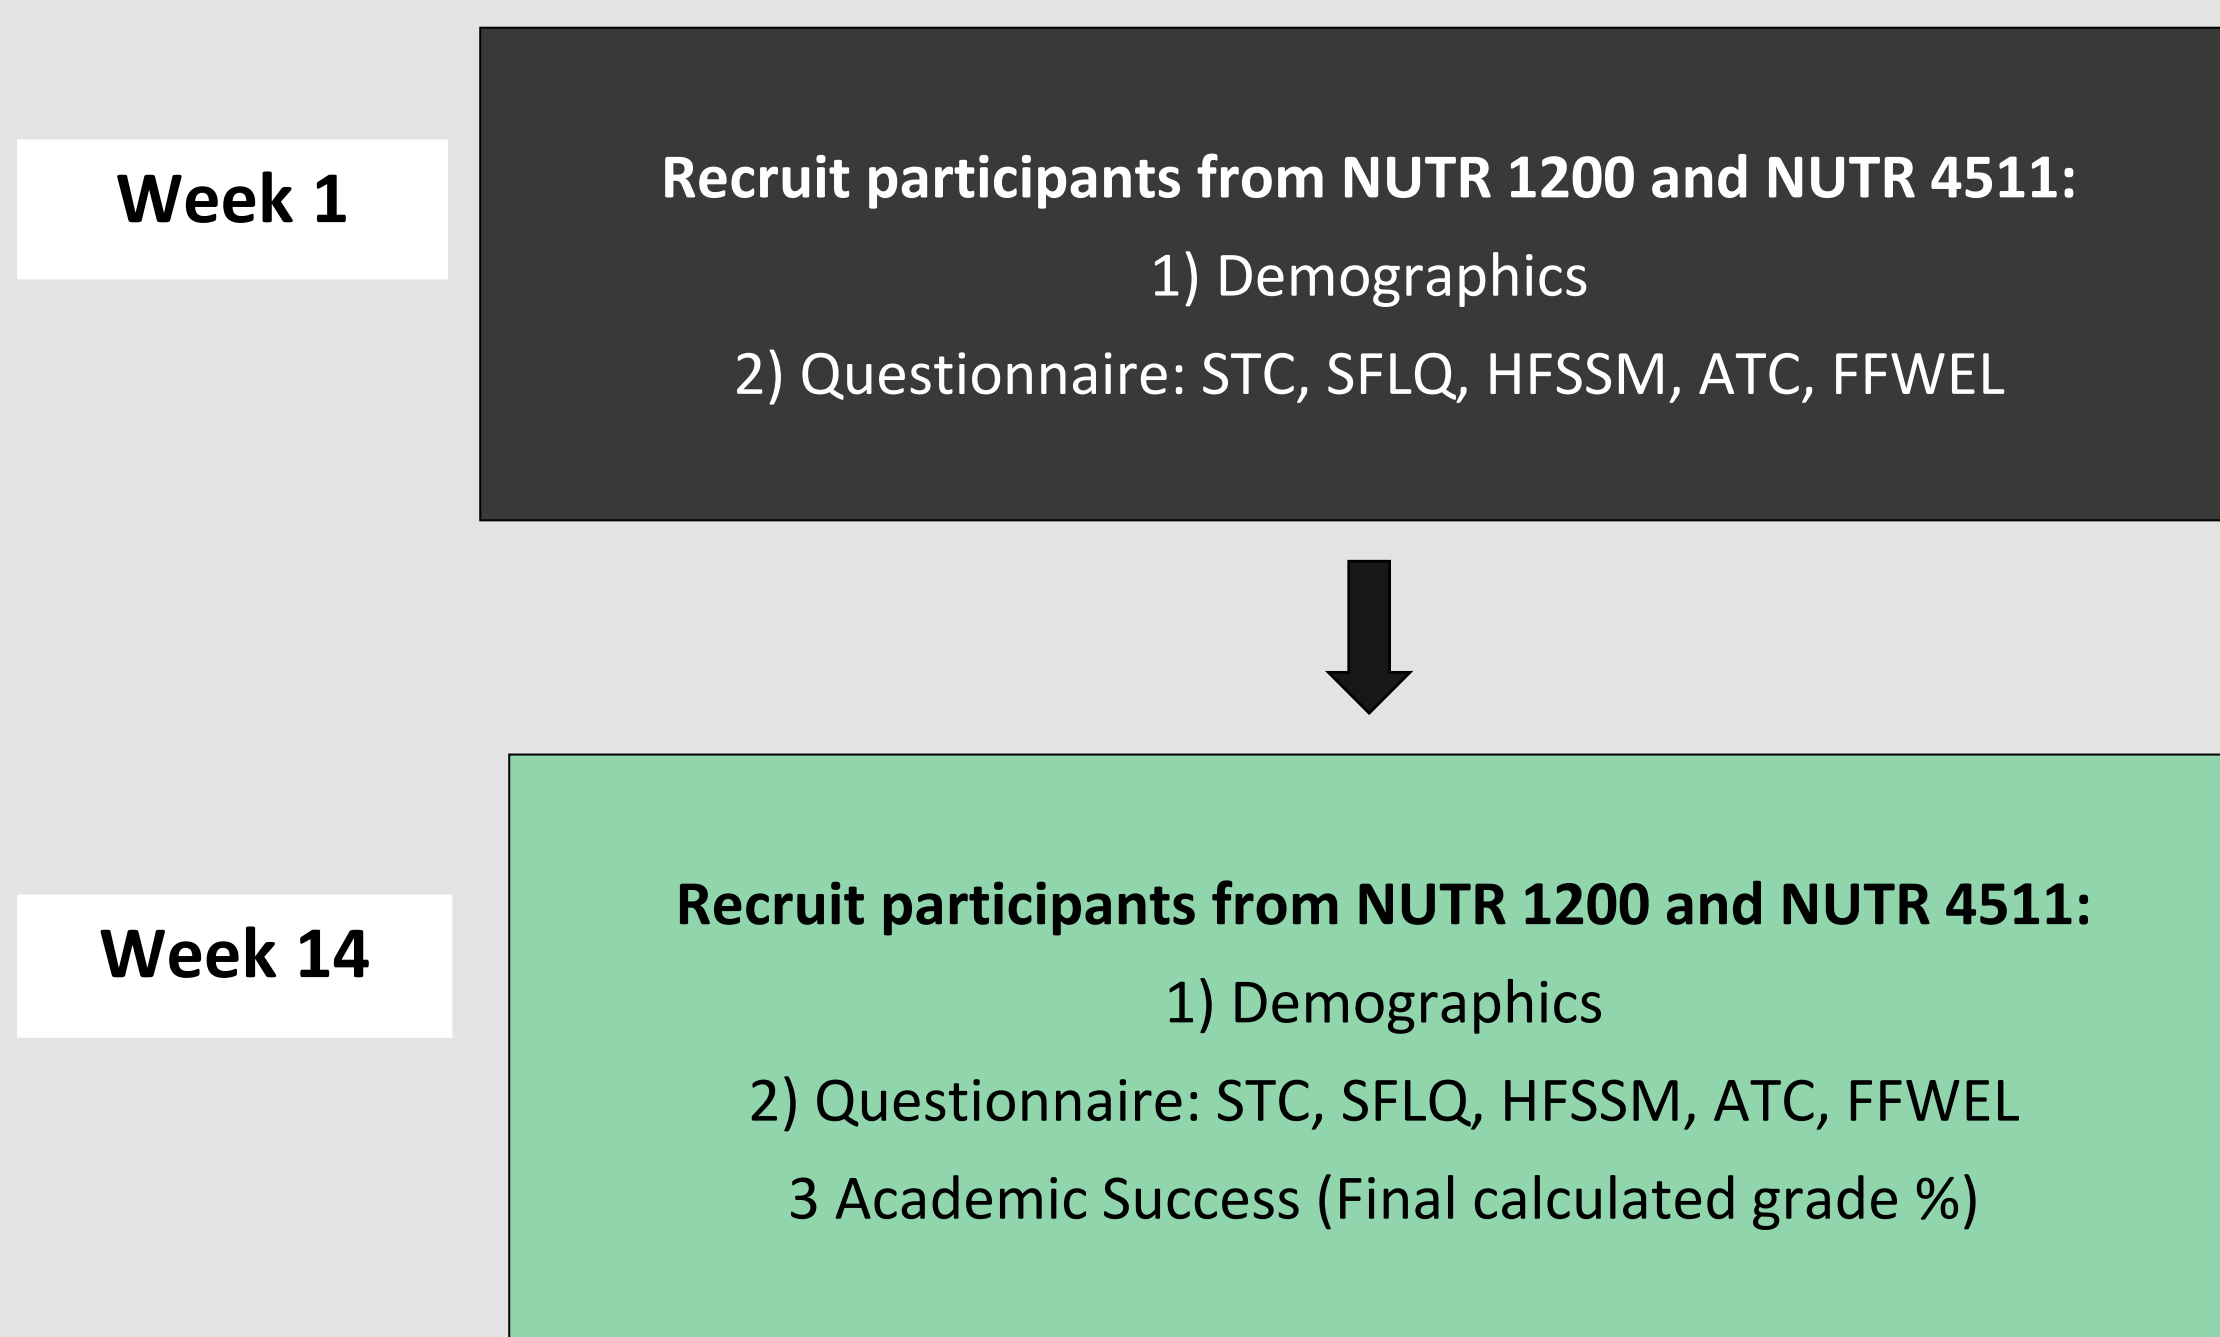 Week 1
Recruit participants from NUTR 1200 and NUTR 4511:
1) Demographics
2) Questionnaire: STC, SFLQ, HFSSM, ATC, FFWEL
Week 14
Recruit participants from NUTR 1200 and NUTR 4511:
1) Demographics
2) Questionnaire: STC, SFLQ, HFSSM, ATC, FFWEL
3 Academic Success (Final calculated grade %)